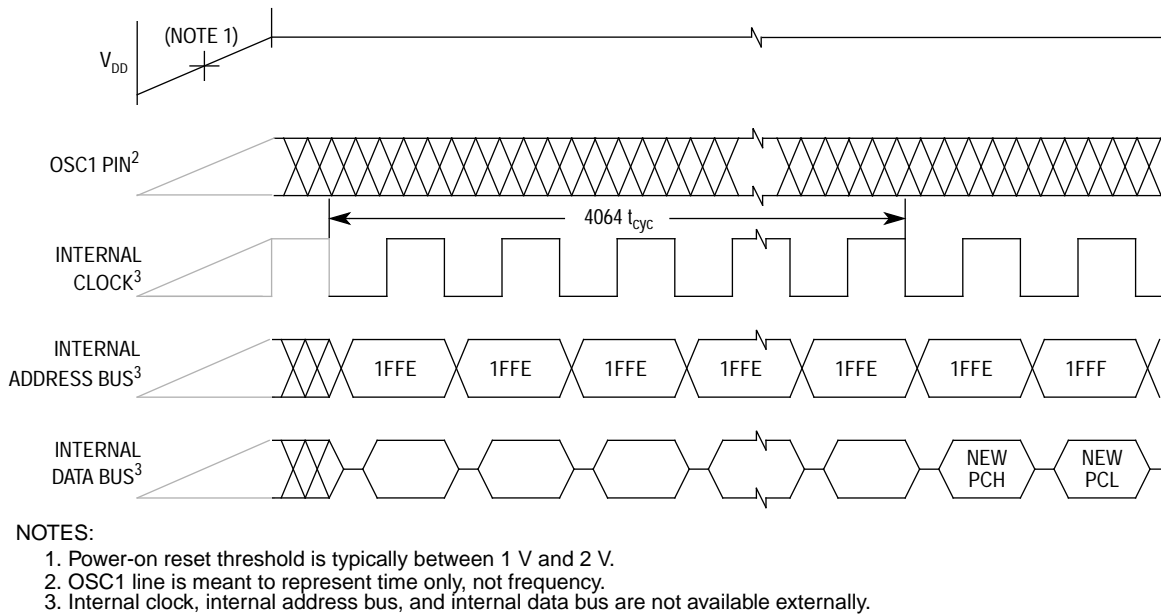 (NOTE 1)
V_DD
OSC1 PIN²
4064 t_cyc
INTERNAL
CLOCK³
INTERNAL
ADDRESS BUS³
1FFE 1FFE 1FFE 1FFE 1FFE 1FFE 1FFF
INTERNAL
DATA BUS³
NEW PCH
NEW PCL
NOTES:
1. Power-on reset threshold is typically between 1 V and 2 V.
2. OSC1 line is meant to represent time only, not frequency.
3. Internal clock, internal address bus, and internal data bus are not available externally.